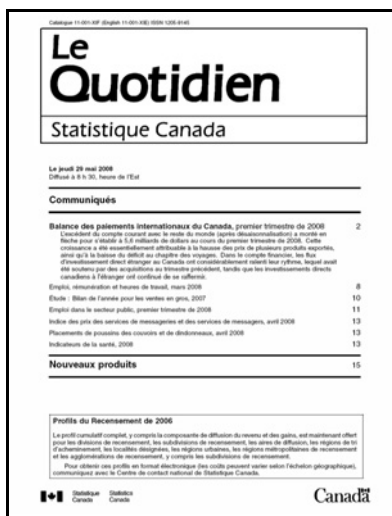 Catalogue 11-001-XIF (English 11-001-XIE) ISSN 1205-9145
Le
Quotidien
Statistique Canada
Le jeudi 29 mai 2008
Diffusé à 8 h 30, heure de l'Est
Communiqués
Balance des paiements internationaux du Canada, premier trimestre de 2008 2
L'excédent du compte courant avec le reste du monde (après désaisonnalisation) a monté en
flèche pour s'établir à 5,6 milliards de dollars au cours du premier trimestre de 2008. Cette
croissance a été essentiellement attribuable à la hausse des prix de plusieurs produits exportés,
ainsi qu'à la baisse du déficit au chapitre des voyages. Dans le compte financier, les flux
d'investissement direct étranger au Canada ont considérablement ralenti leur rythme, lequel avait
été soutenu par des acquisitions au trimestre précédent, tandis que les investissements directs
canadiens à l'étranger ont continué de se raffermir.
Emploi, rémunération et heures de travail, mars 2008 8
Étude : Bilan de l'année pour les ventes en gros, 2007 10
Emploi dans le secteur public, premier trimestre de 2008 11
Indice des prix des services de messageries et des services de messagers, avril 2008 13
Placements de poussins des couvoirs et de dindonneaux, avril 2008 13
Indicateurs de la santé, 2008 13
Nouveaux produits 15
Profils du Recensement de 2006
Le profil cumulatif complet, y compris la composante de diffusion du revenu et des gains, est maintenant offert
pour les divisions de recensement, les subdivisions de recensement, les aires de diffusion, les régions de tri
d'acheminement, les localités désignées, les régions urbaines, les régions métropolitaines de recensement
et les agglomérations de recensement, y compris les subdivisions de recensement.
Pour obtenir ces profils en format électronique (les coûts peuvent varier selon l'échelon géographique),
communiquez avec le Centre de contact national de Statistique Canada.
Statistique Canada
Statistics Canada
Canada